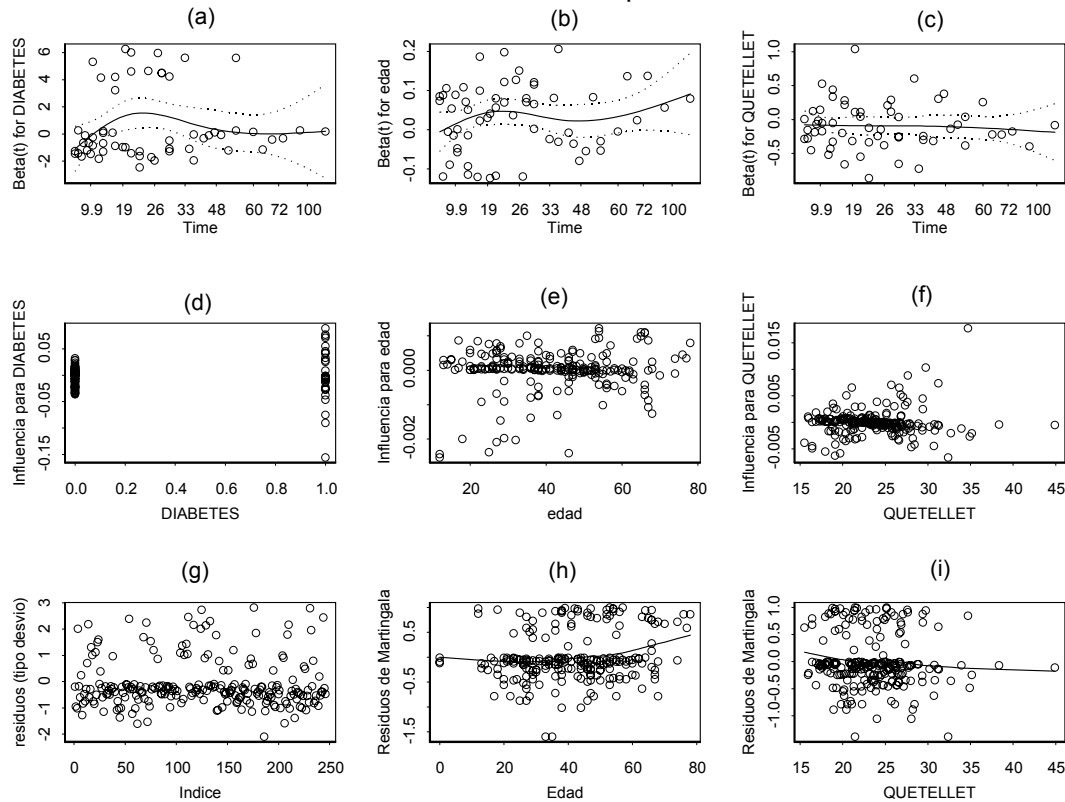 (a)
Beta(t) for DIABETES
6
4
2
0
-2
9.9 19 26 33 48 60 72 100
Time
(b)
Beta(t) for edad
0.2
0.1
0.0
-0.1
9.9 19 26 33 48 60 72 100
Time
(c)
Beta(t) for QUETELLET
1.0
0.5
0.0
-0.5
9.9 19 26 33 48 60 72 100
Time
(d)
Influencia para DIABETES
0.05
-0.05
-0.15
0.0 0.2 0.4 0.6 0.8 1.0
DIABETES
(e)
Influencia para edad
0.000
-0.002
20 40 60 80
edad
(f)
Influencia para QUETELLET
0.015
0.005
-0.005
15 20 25 30 35 40 45
QUETELLET
(g)
residuos (tipo desvio)
3
2
1
0
-1
-2
0 50 100 150 200 250
Indice
(h)
Residuos de Martingala
0.5
-0.5
-1.5
0 20 40 60 80
Edad
(i)
Residuos de Martingala
1.0
0.5
0.0
-1.0
15 20 25 30 35 40 45
QUETELLET